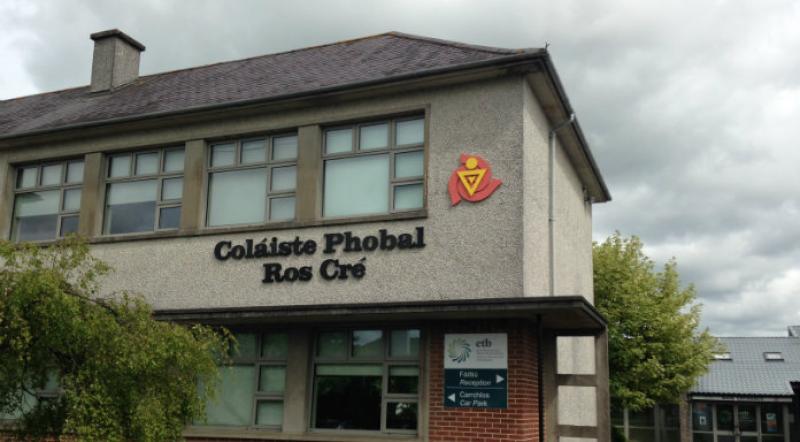 Coláiste Phobal
Ros Cré
etb
Fáiltiú
Reception
Carrchlós
Car Park